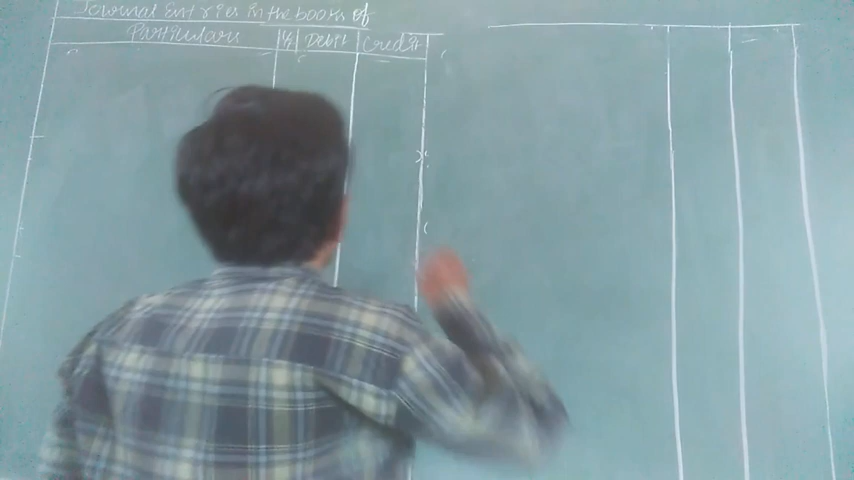 Journal Entries in the books of
Particulars L/f Debit Credit